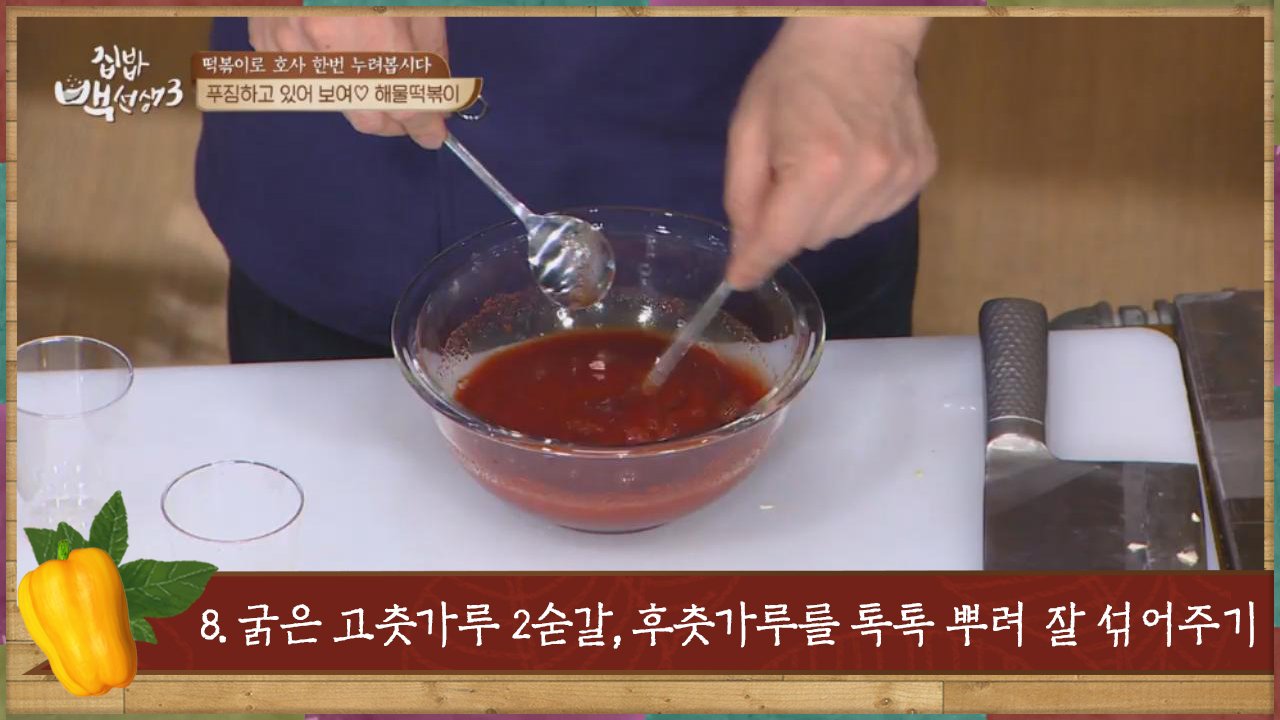 집밥
백선생3
떡볶이로 호사 한번 누려봅시다
푸짐하고 있어 보여♡ 해물떡볶이
8. 굵은 고춧가루 2숟갈, 후춧가루를 톡톡 뿌려 잘 섞어주기